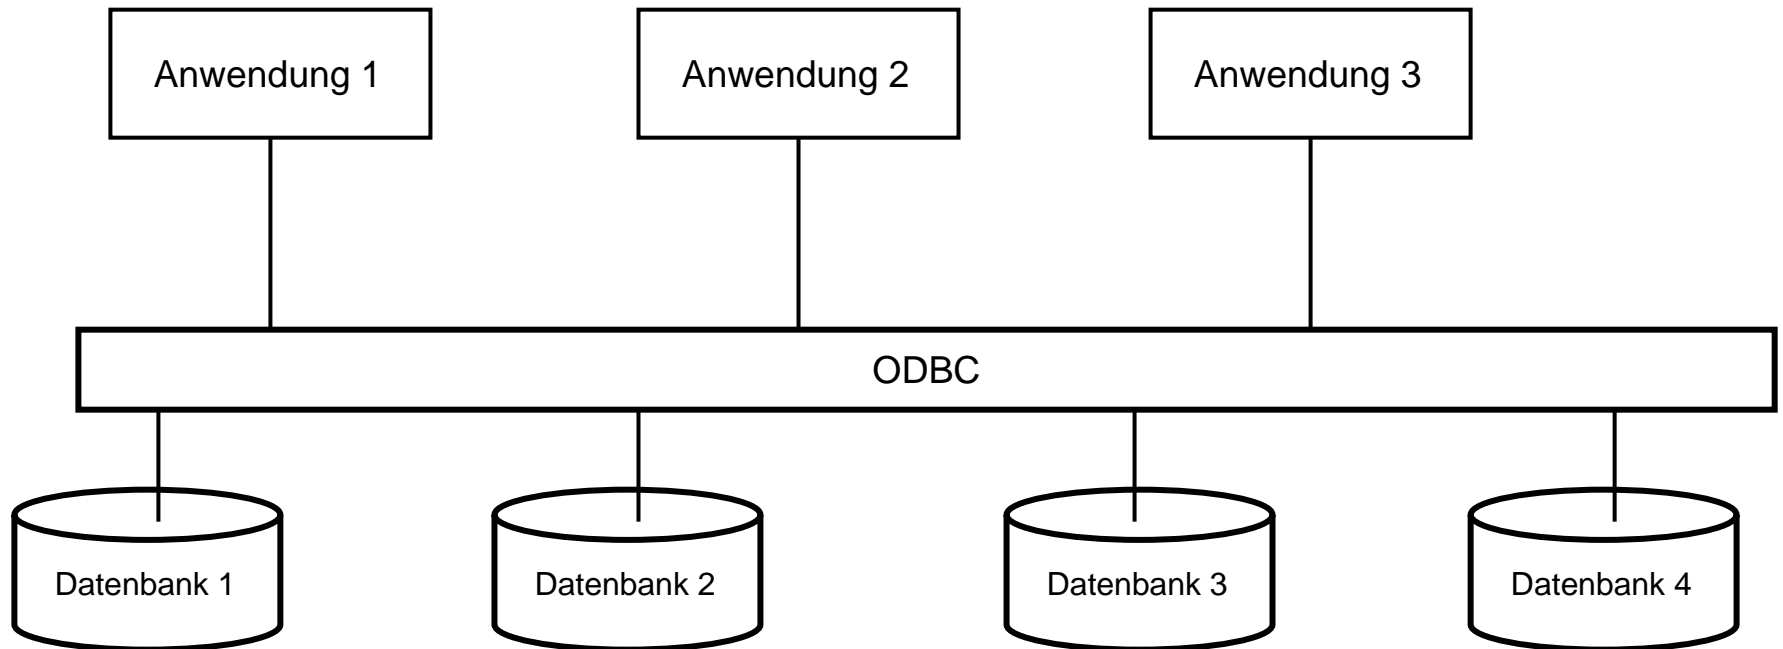 Anwendung 1
Anwendung 2
Anwendung 3
ODBC
Datenbank 1
Datenbank 2
Datenbank 3
Datenbank 4